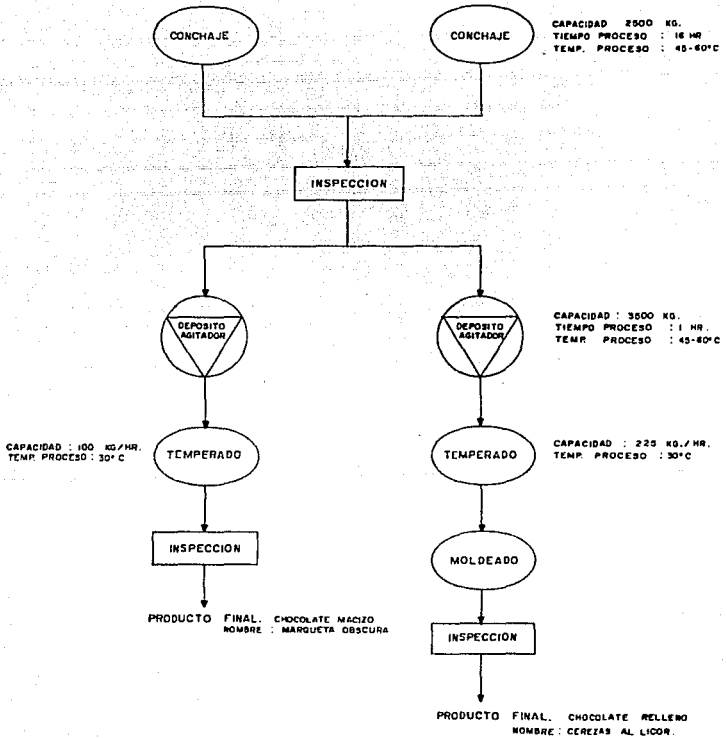 CONCHAJE
CONCHAJE
CAPACIDAD 2500 KG.
TIEMPO PROCESO : 16 HR
TEMP. PROCESO : 45-60°C
INSPECCION
DEPOSITO
AGITADOR
DEPOSITO
AGITADOR
CAPACIDAD : 3500 KG.
TIEMPO PROCESO : 1 HR.
TEMP. PROCESO : 45-60°C
CAPACIDAD : 100 KG/HR.
TEMP. PROCESO : 30°C
TEMPERADO
TEMPERADO
CAPACIDAD : 225 KG./HR.
TEMP. PROCESO : 30°C
INSPECCION
MOLDEADO
PRODUCTO FINAL. CHOCOLATE MACIZO
NOMBRE : MARQUETA OBSCURA
INSPECCION
PRODUCTO FINAL. CHOCOLATE RELLENO
NOMBRE : CEREZAS AL LICOR.